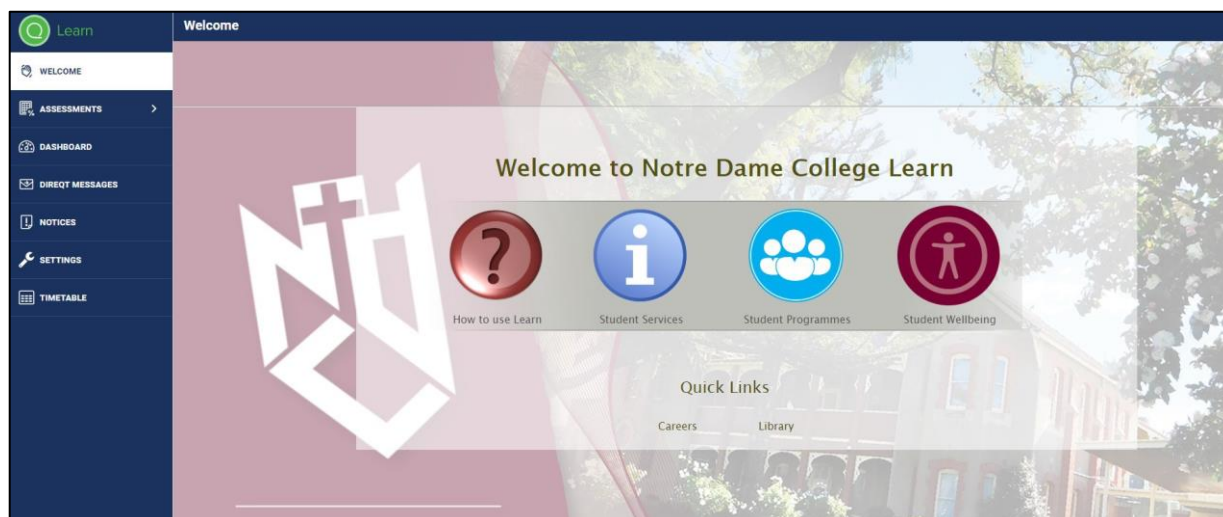 Learn
Welcome
WELCOME
ASSESSMENTS
DASHBOARD
DIREQT MESSAGES
NOTICES
SETTINGS
TIMETABLE
Welcome to Notre Dame College Learn
?
i
How to use Learn Student Services Student Programmes Student Wellbeing
Quick Links
Careers Library